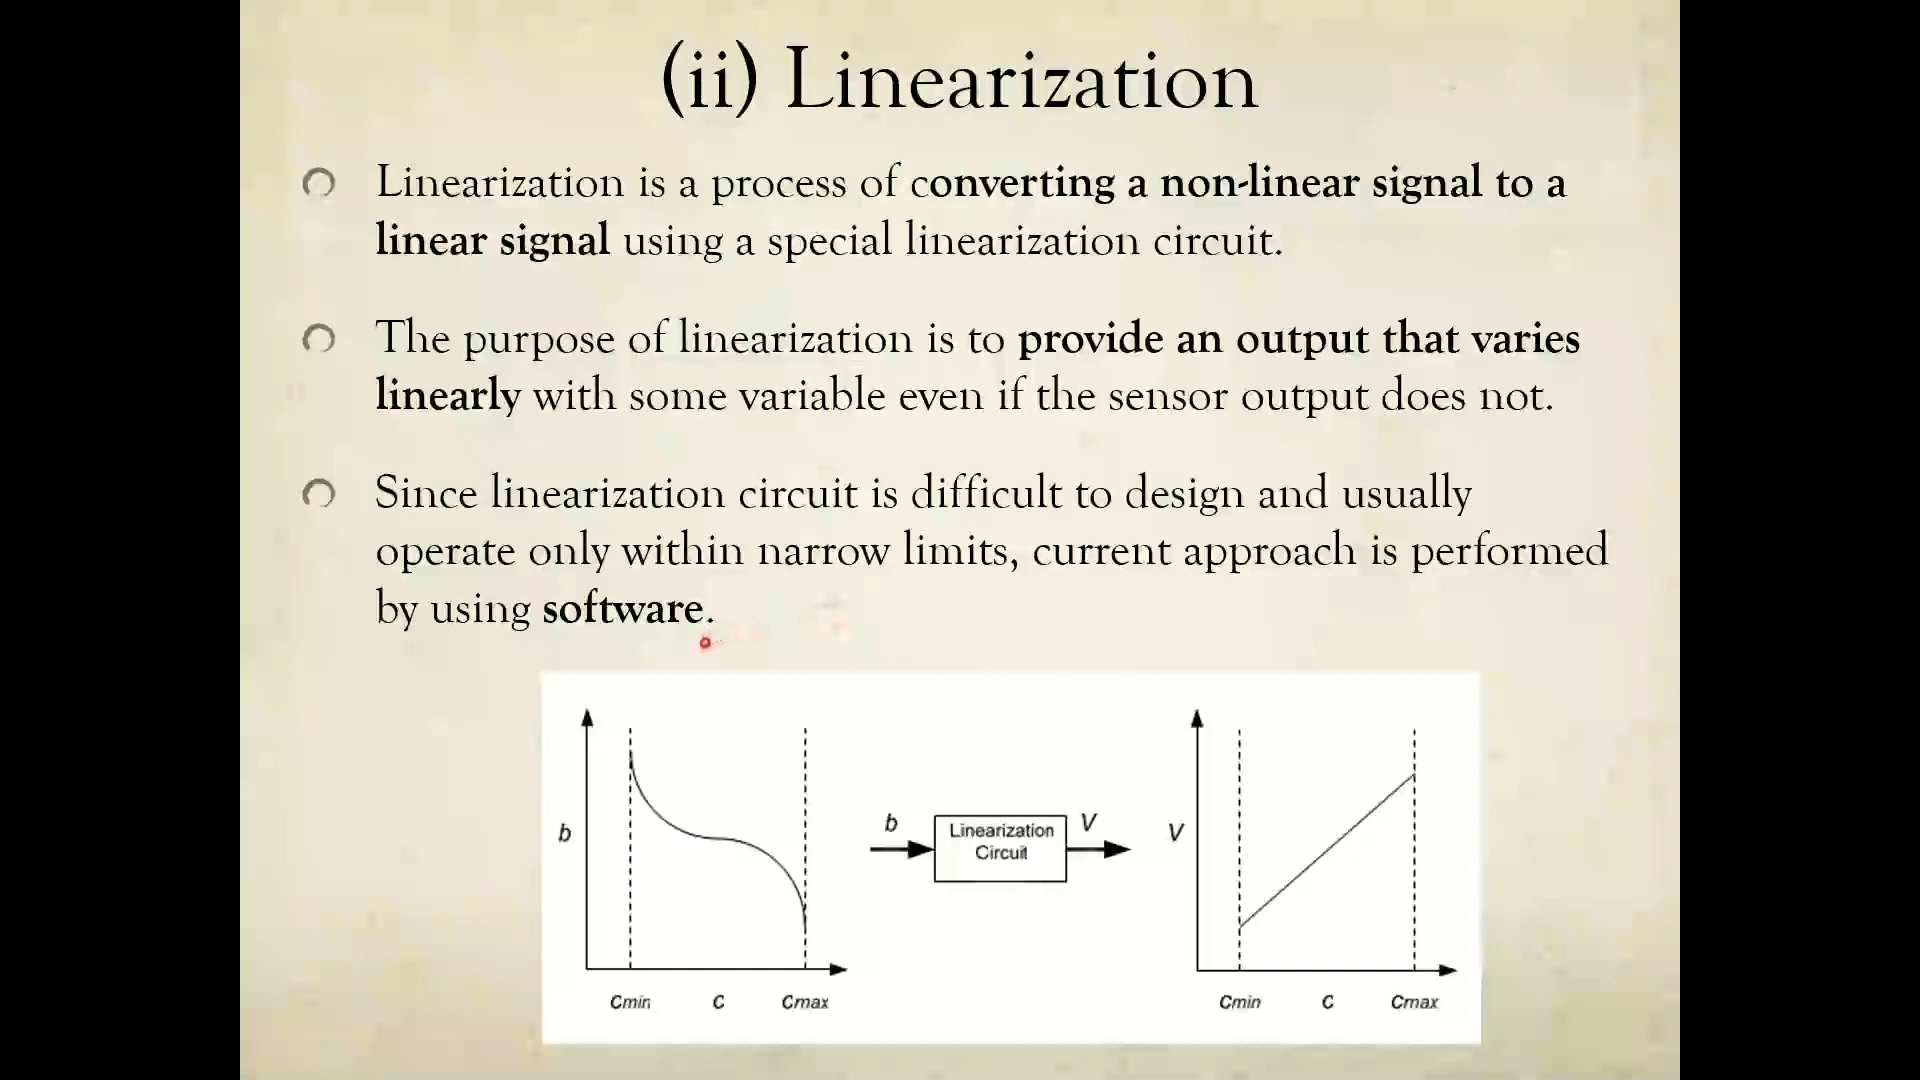 (ii) Linearization
Linearization is a process of converting a non-linear signal to a
linear signal using a special linearization circuit.
The purpose of linearization is to provide an output that varies
linearly with some variable even if the sensor output does not.
Since linearization circuit is difficult to design and usually
operate only within narrow limits, current approach is performed
by using software.
b
Cmin C Cmax
b
Linearization
Circuit
V
V
Cmin C Cmax